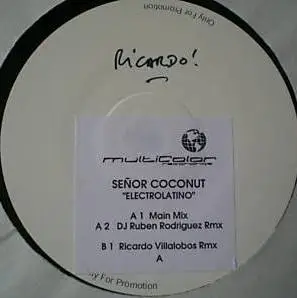 Only For Promotion
RICARDO!
multicolor
recordings
SEÑOR COCONUT
"ELECTROLATINO"
A 1 Main Mix
A 2 DJ Ruben Rodriguez Rmx
B 1 Ricardo Villalobos Rmx
A
y For Promotion